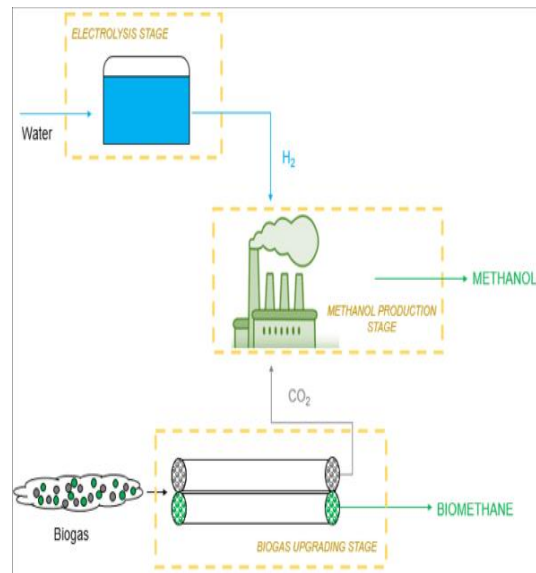 ELECTROLYSIS STAGE
Water
H₂
METHANOL
METHANOL PRODUCTION
STAGE
CO₂
Biogas
BIOMETHANE
BIOGAS UPGRADING STAGE